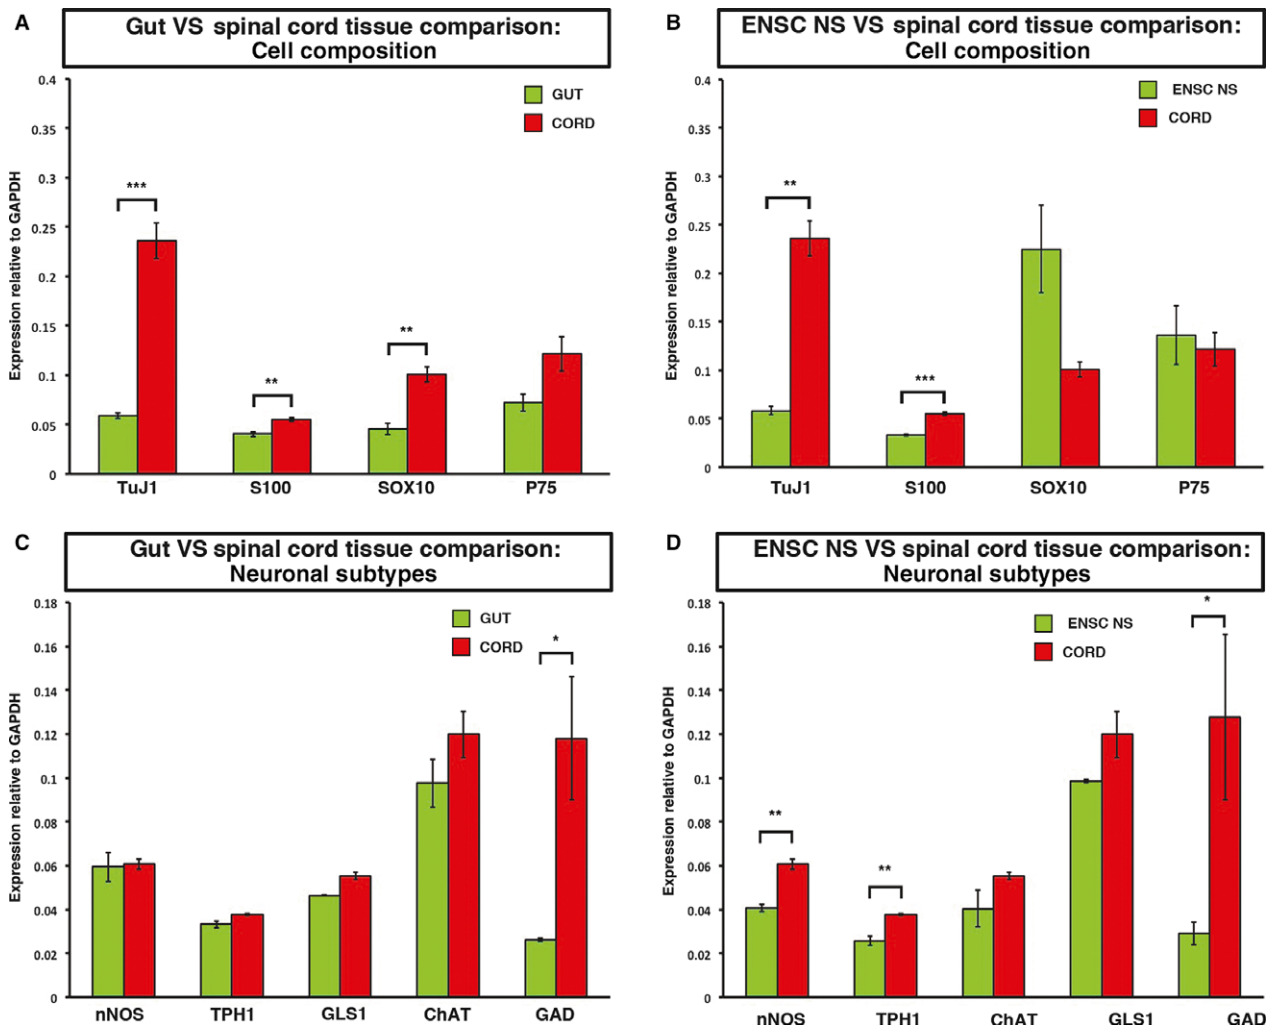 A
Gut VS spinal cord tissue comparison:
Cell composition
Expression relative to GAPDH
0.4
0.35
0.3
0.25
0.2
0.15
0.1
0.05
0
GUT
CORD
***
**
**
TuJ1 S100 SOX10 P75
B
ENSC NS VS spinal cord tissue comparison:
Cell composition
Expression relative to GAPDH
0.4
0.35
0.3
0.25
0.2
0.15
0.1
0.05
0
ENSC NS
CORD
**
***
TuJ1 S100 SOX10 P75
C
Gut VS spinal cord tissue comparison:
Neuronal subtypes
Expression relative to GAPDH
0.18
0.16
0.14
0.12
0.1
0.08
0.06
0.04
0.02
0
GUT
CORD
*
nNOS TPH1 GLS1 ChAT GAD
D
ENSC NS VS spinal cord tissue comparison:
Neuronal subtypes
Expression relative to GAPDH
0.18
0.16
0.14
0.12
0.1
0.08
0.06
0.04
0.02
0
ENSC NS
CORD
**
**
*
nNOS TPH1 ChAT GLS1 GAD